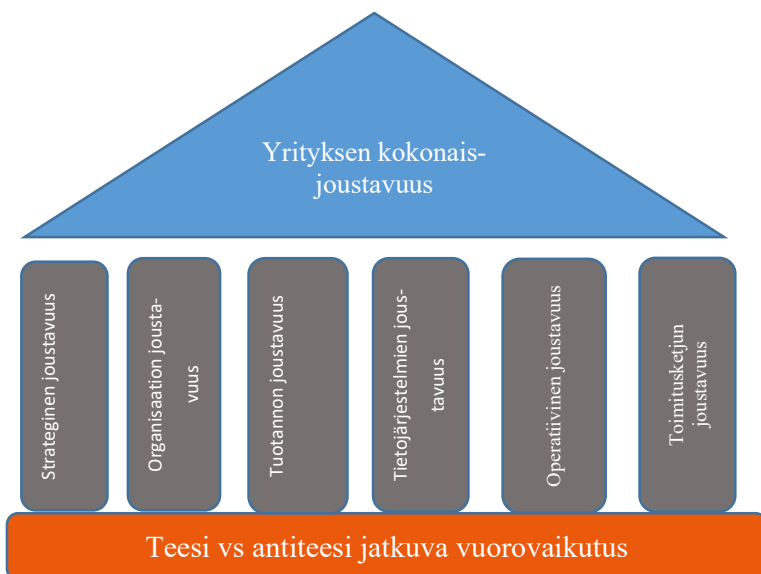 Yrityksen kokonais-
joustavuus
Strateginen joustavuus
Organisaation jousta-
vuus
Tuotannon joustavuus
Tietojärjestelmien jous-
tavuus
Operatiivinen joustavuus
Toimitusketjun
joustavuus
Teesi vs antiteesi jatkuva vuorovaikutus